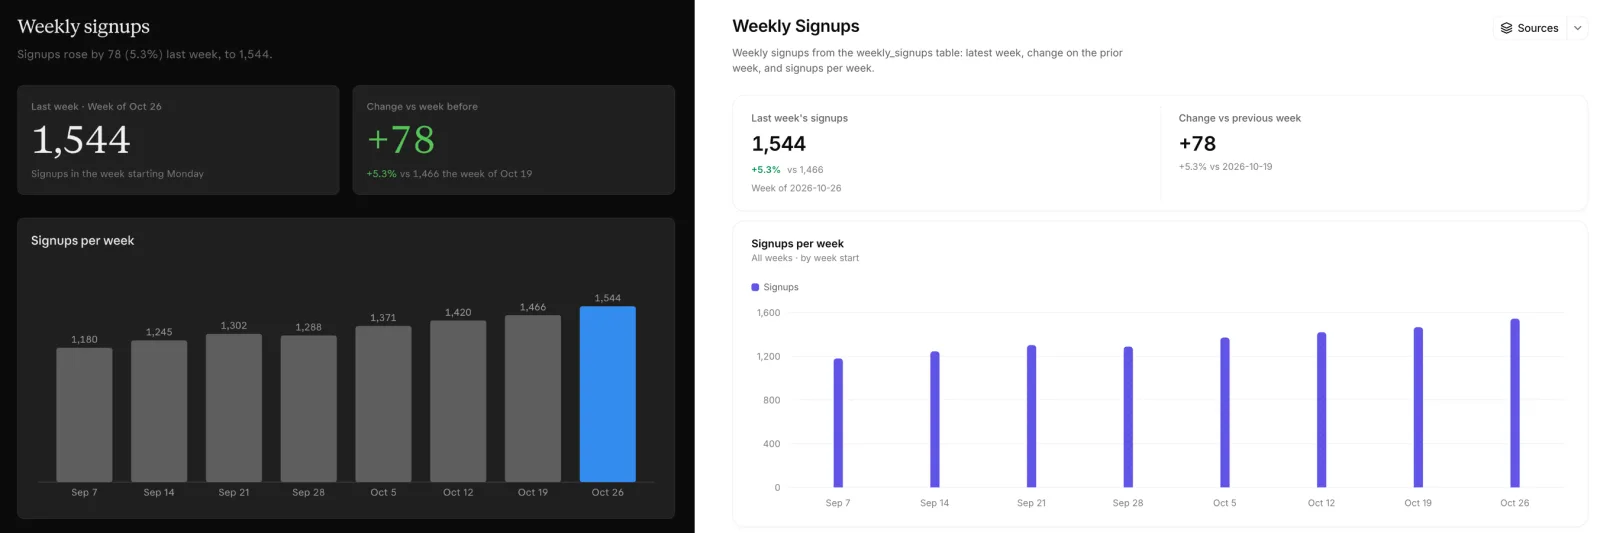 Weekly signups
Signups rose by 78 (5.3%) last week, to 1,544.
Last week · Week of Oct 26
1,544
Signups in the week starting Monday
Change vs week before
+78
+5.3% vs 1,466 the week of Oct 19
Signups per week
1,180
1,245
1,302
1,288
1,371
1,420
1,466
1,544
Sep 7
Sep 14
Sep 21
Sep 28
Oct 5
Oct 12
Oct 19
Oct 26
Weekly Signups
Sources
Weekly signups from the weekly_signups table: latest week, change on the prior
week, and signups per week.
Last week's signups
1,544
+5.3% vs 1,466
Week of 2026-10-26
Change vs previous week
+78
+5.3% vs 2026-10-19
Signups per week
All weeks · by week start
Signups
1,600
1,200
800
400
0
Sep 7
Sep 14
Sep 21
Sep 28
Oct 5
Oct 12
Oct 19
Oct 26